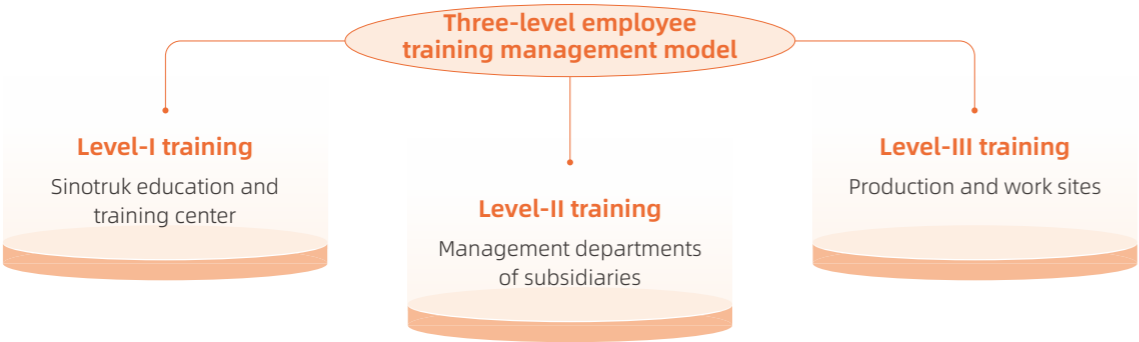 Three-level employee
training management model
Level-I training
Sinotruk education and
training center
Level-II training
Management departments
of subsidiaries
Level-III training
Production and work sites